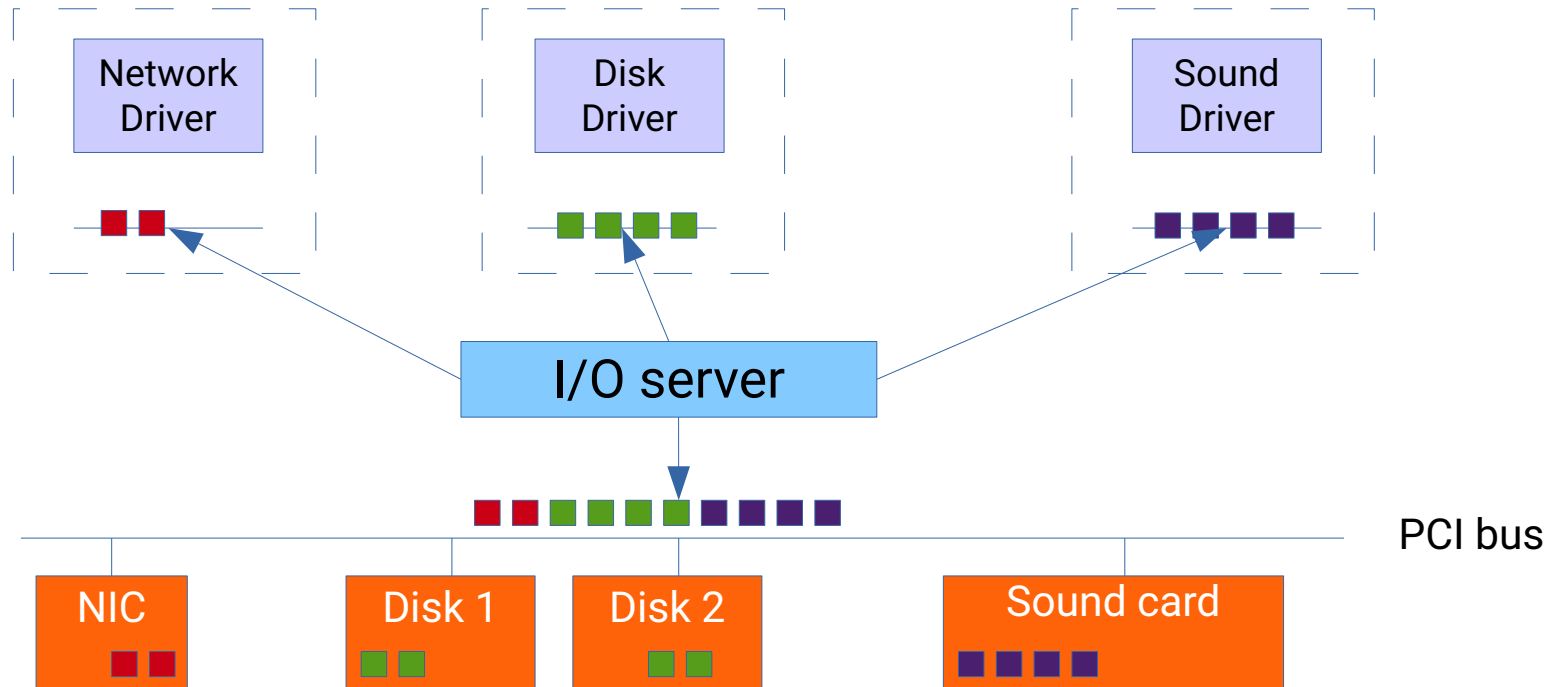 Network
Driver
Disk
Driver
Sound
Driver
I/O server
PCI bus
NIC
Disk 1
Disk 2
Sound card